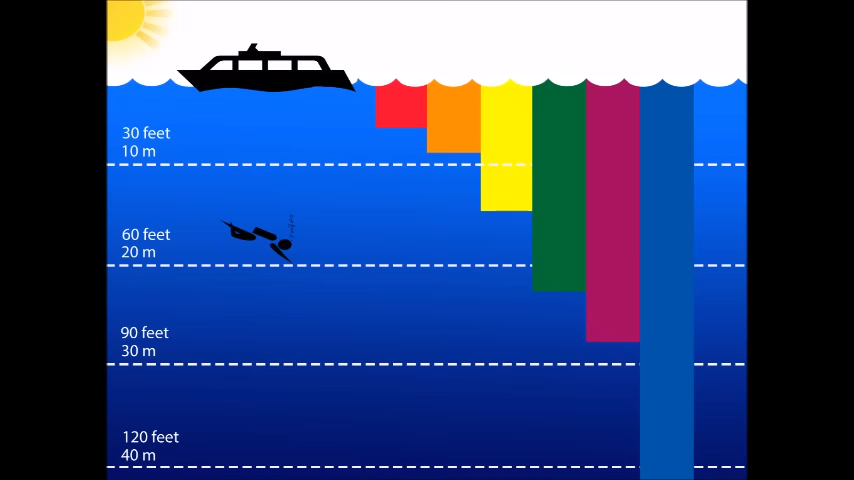 30 feet
10 m
60 feet
20 m
90 feet
30 m
120 feet
40 m